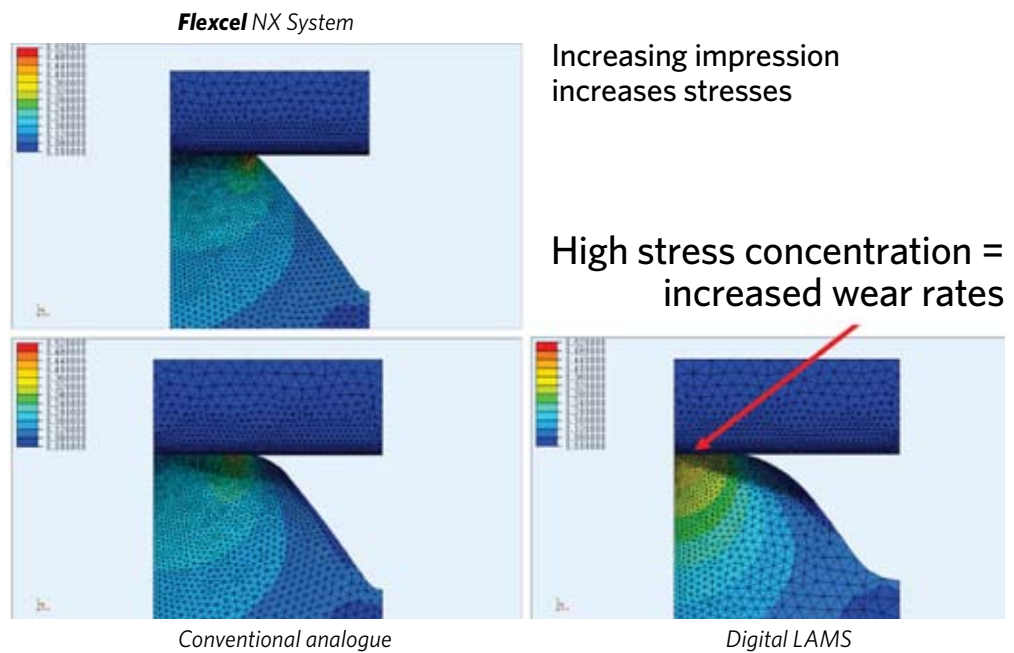 Flexcel NX System
Increasing impression
increases stresses
High stress concentration =
increased wear rates
Conventional analogue
Digital LAMS